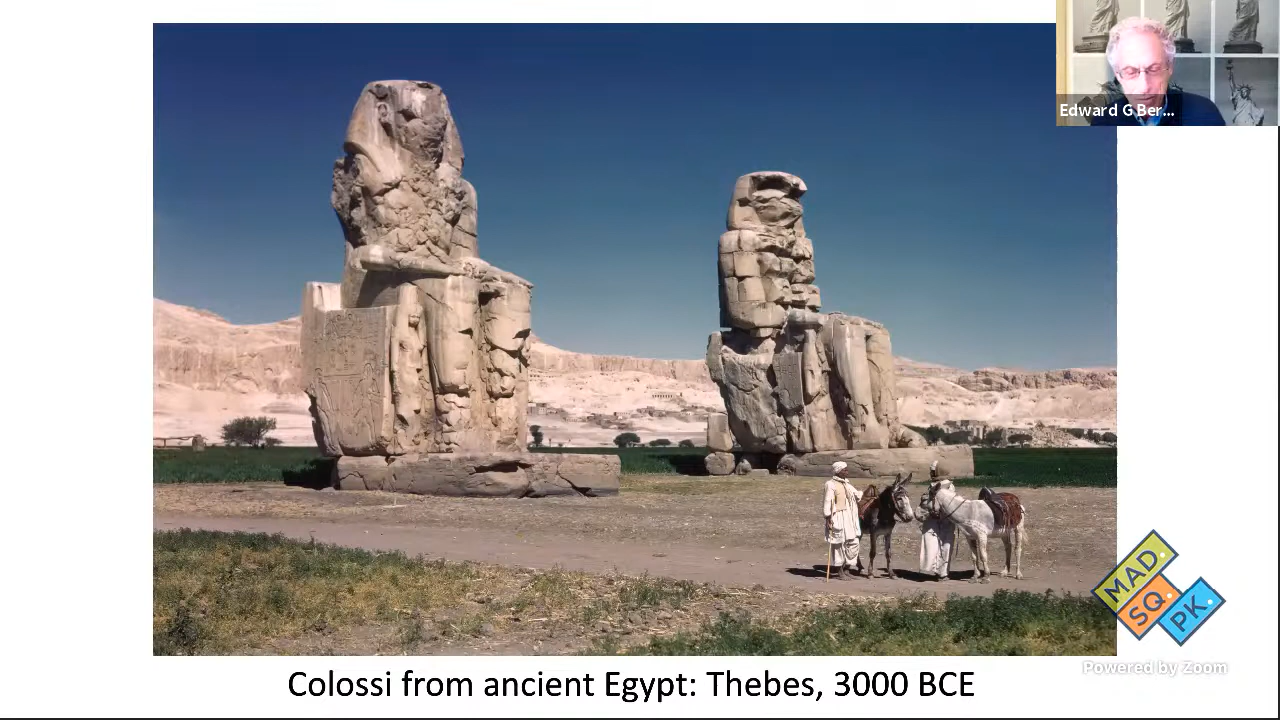 Edward G Ber...
MAD.
SQ.
PK.
Powered by Zoom
Colossi from ancient Egypt: Thebes, 3000 BCE